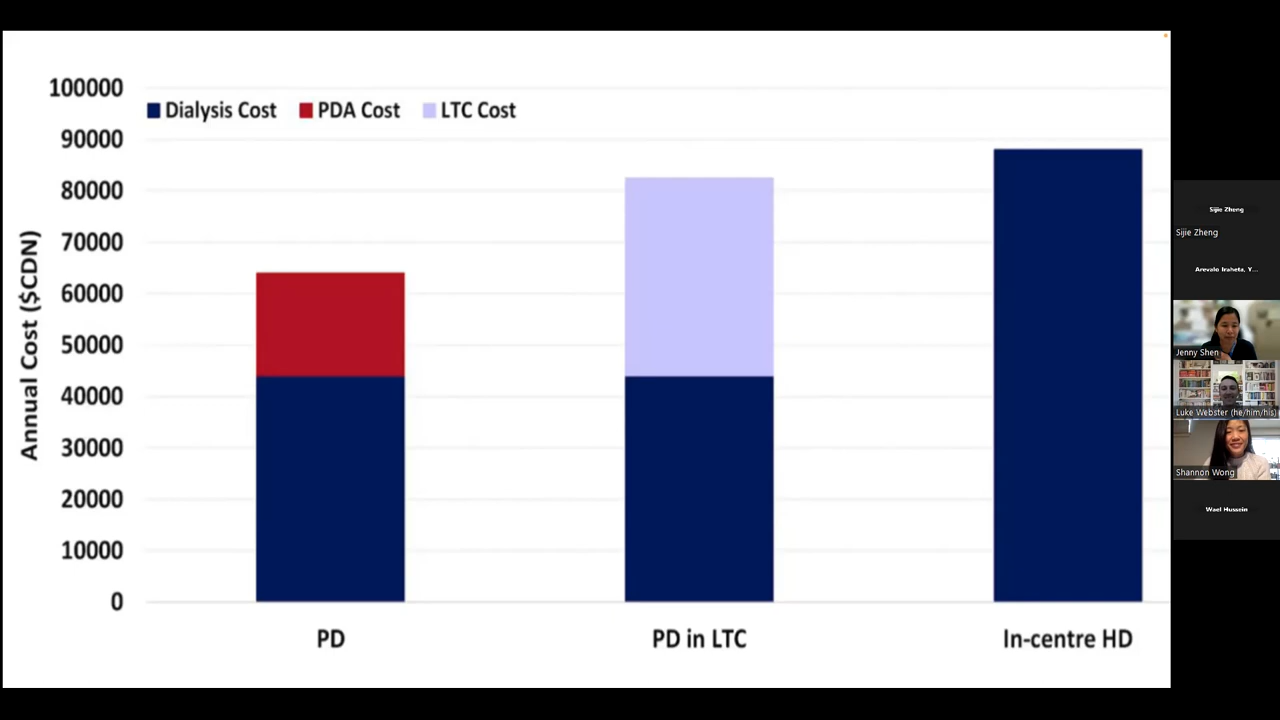 100000
Dialysis Cost PDA Cost LTC Cost
90000
80000
70000
60000
50000
40000
30000
20000
10000
0
Annual Cost ($CDN)
PD PD in LTC In-centre HD
Sijie Zheng
Sijie Zheng
Arevalo Iraheta, Y...
Jenny Shen
Luke Webster (he/him/his)
Shannon Wong
Wael Hussein